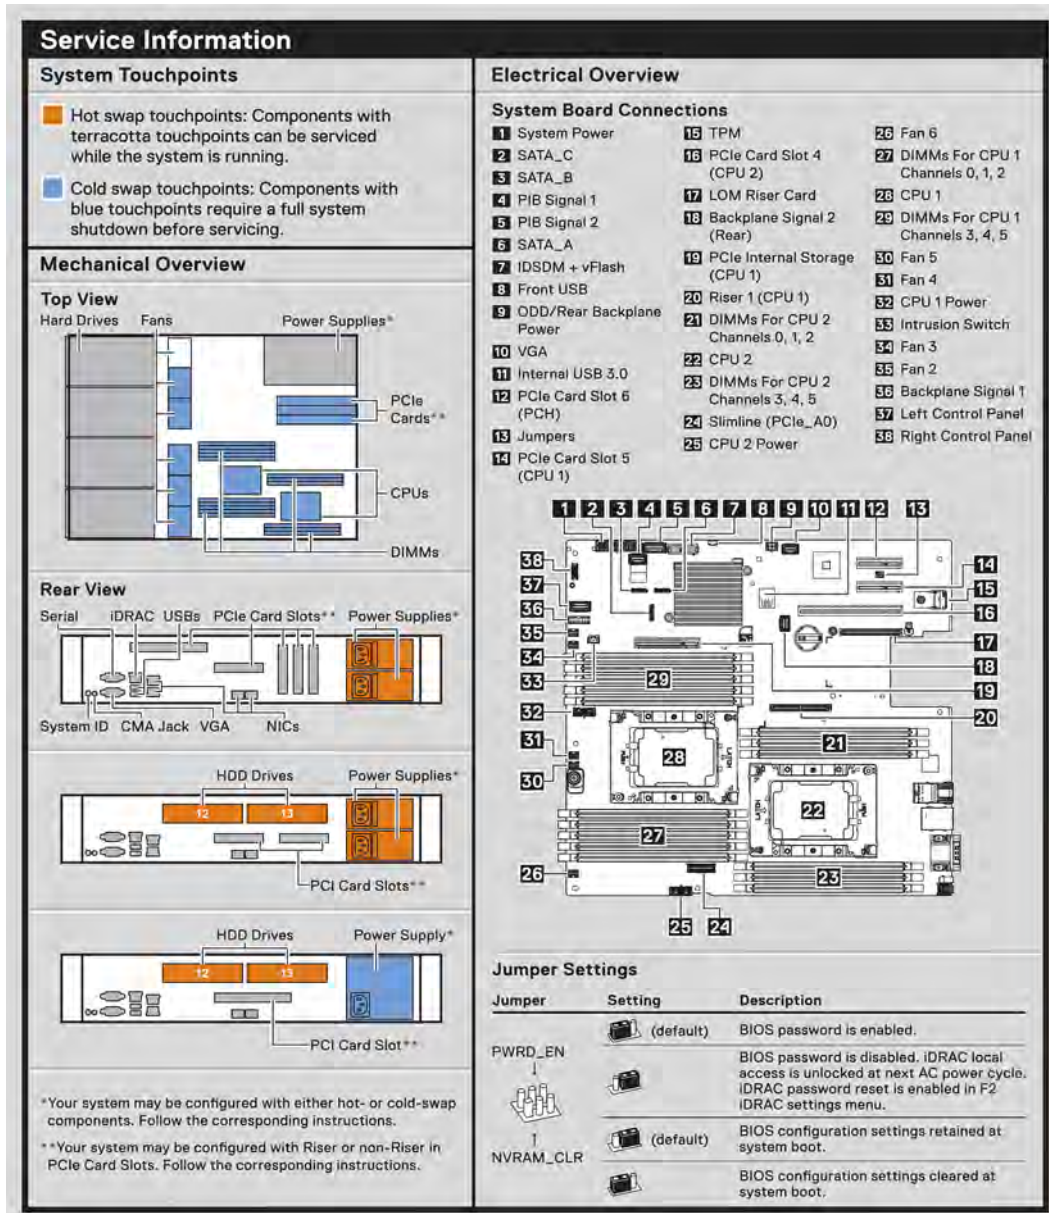 Service Information
System Touchpoints
Hot swap touchpoints: Components with
terracotta touchpoints can be serviced
while the system is running.
Cold swap touchpoints: Components with
blue touchpoints require a full system
shutdown before servicing.
Mechanical Overview
Top View
Hard Drives Fans Power Supplies*
PCIe
Cards**
CPUs
DIMMs
Rear View
Serial iDRAC USBs PCIe Card Slots** Power Supplies*
System ID CMA Jack VGA NICs
HDD Drives Power Supplies*
12 13
PCI Card Slots**
HDD Drives Power Supply*
12 13
PCI Card Slot**
*Your system may be configured with either hot- or cold-swap
components. Follow the corresponding instructions.
**Your system may be configured with Riser or non-Riser in
PCIe Card Slots. Follow the corresponding instructions.
Electrical Overview
System Board Connections
1 System Power
2 SATA_C
3 SATA_B
4 PIB Signal 1
5 PIB Signal 2
6 SATA_A
7 IDSDM + vFlash
8 Front USB
9 ODD/Rear Backplane
Power
10 VGA
11 Internal USB 3.0
12 PCIe Card Slot 6
(PCH)
13 Jumpers
14 PCIe Card Slot 5
(CPU 1)
15 TPM
16 PCIe Card Slot 4
(CPU 2)
17 LOM Riser Card
18 Backplane Signal 2
(Rear)
19 PCIe Internal Storage
(CPU 1)
20 Riser 1 (CPU 1)
21 DIMMs For CPU 2
Channels 0, 1, 2
22 CPU 2
23 DIMMs For CPU 2
Channels 3, 4, 5
24 Slimline (PCIe_A0)
25 CPU 2 Power
26 Fan 6
27 DIMMs For CPU 1
Channels 0, 1, 2
28 CPU 1
29 DIMMs For CPU 1
Channels 3, 4, 5
30 Fan 5
31 Fan 4
32 CPU 1 Power
33 Intrusion Switch
34 Fan 3
35 Fan 2
36 Backplane Signal 1
37 Left Control Panel
38 Right Control Panel
1 2 3 4 5 6 7 8 9 10 11 12 13
38
37
36
35
34
33
32
31
30
26
14
15
16
17
18
19
20
29
28
21
22
27
23
25 24
LATCH
PUSH
LATCH
PUSH
Jumper Settings
Jumper Setting Description
PWRD_EN
(default) BIOS password is enabled.
BIOS password is disabled. iDRAC local
access is unlocked at next AC power cycle.
iDRAC password reset is enabled in F2
iDRAC settings menu.
NVRAM_CLR
(default) BIOS configuration settings retained at
system boot.
BIOS configuration settings cleared at
system boot.